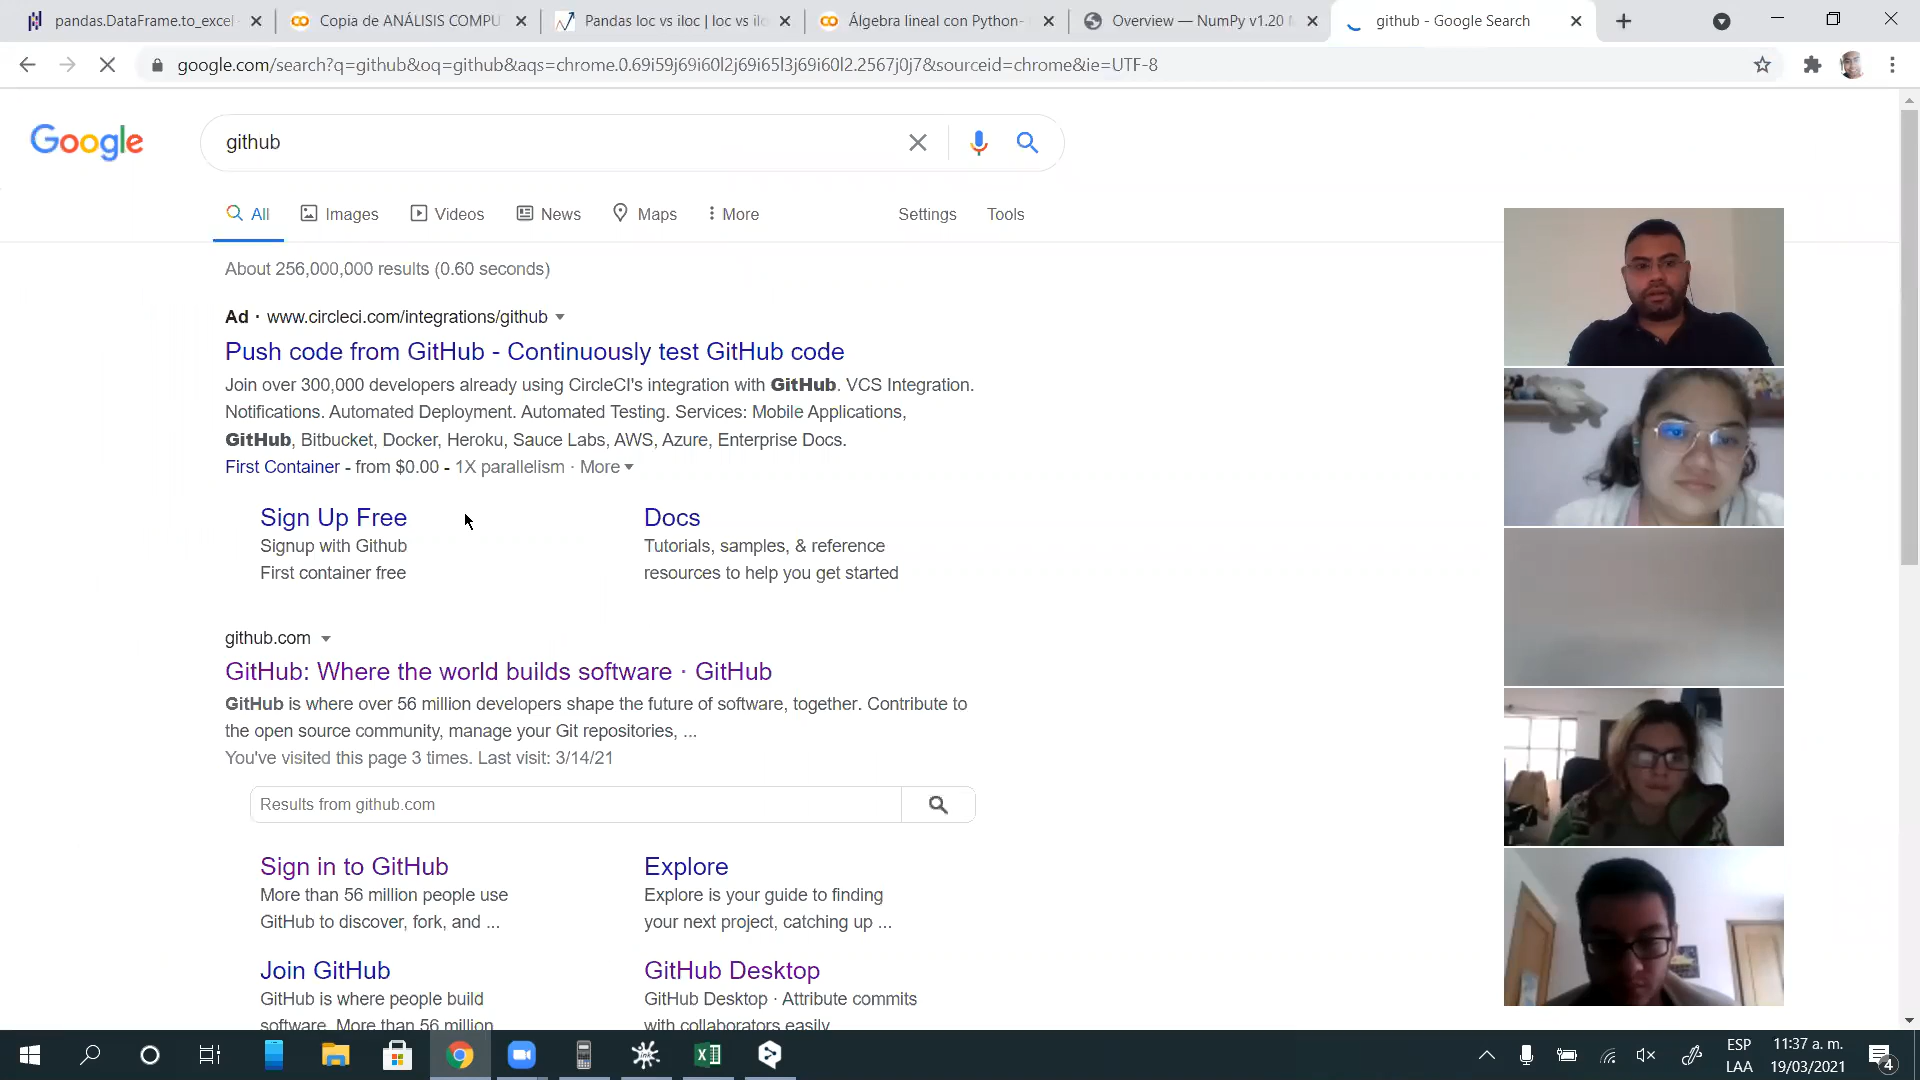 pandas.DataFrame.to_excel
Copia de ANÁLISIS COMPU
Pandas loc vs iloc | loc vs ilo
Álgebra lineal con Python-
Overview — NumPy v1.20 M
github - Google Search
google.com/search?q=github&oq=github&aqs=chrome.0.69i59j69i60l2j69i65l3j69i60l2.2567j0j7&sourceid=chrome&ie=UTF-8
Google
github
All
Images
Videos
News
Maps
More
Settings
Tools
About 256,000,000 results (0.60 seconds)
Ad · www.circleci.com/integrations/github
Push code from GitHub - Continuously test GitHub code
Join over 300,000 developers already using CircleCI's integration with GitHub. VCS Integration.
Notifications. Automated Deployment. Automated Testing. Services: Mobile Applications,
GitHub, Bitbucket, Docker, Heroku, Sauce Labs, AWS, Azure, Enterprise Docs.
First Container - from $0.00 - 1X parallelism · More
Sign Up Free
Signup with Github
First container free
Docs
Tutorials, samples, & reference
resources to help you get started
github.com
GitHub: Where the world builds software · GitHub
GitHub is where over 56 million developers shape the future of software, together. Contribute to
the open source community, manage your Git repositories, ...
You've visited this page 3 times. Last visit: 3/14/21
Results from github.com
Sign in to GitHub
More than 56 million people use
GitHub to discover, fork, and ...
Explore
Explore is your guide to finding
your next project, catching up ...
Join GitHub
GitHub is where people build
software. More than 56 million
GitHub Desktop
GitHub Desktop · Attribute commits
with collaborators easily
ESP
LAA
11:37 a. m.
19/03/2021
4